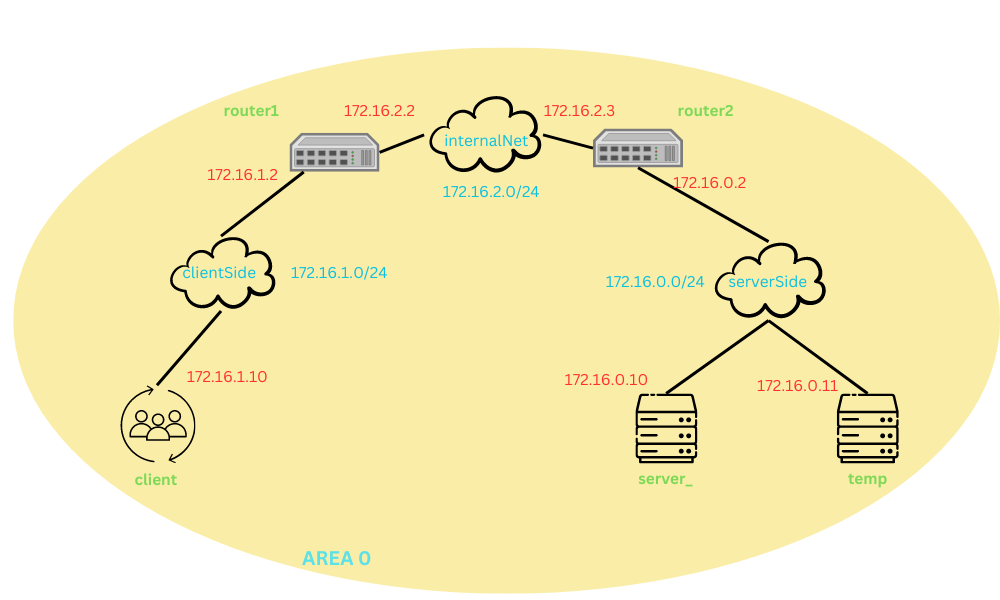 router1
172.16.2.2
172.16.2.3
router2
internalNet
172.16.1.2
172.16.0.2
172.16.2.0/24
clientSide
172.16.1.0/24
172.16.0.0/24
serverSide
172.16.1.10
172.16.0.10
172.16.0.11
client
server_
temp
AREA 0